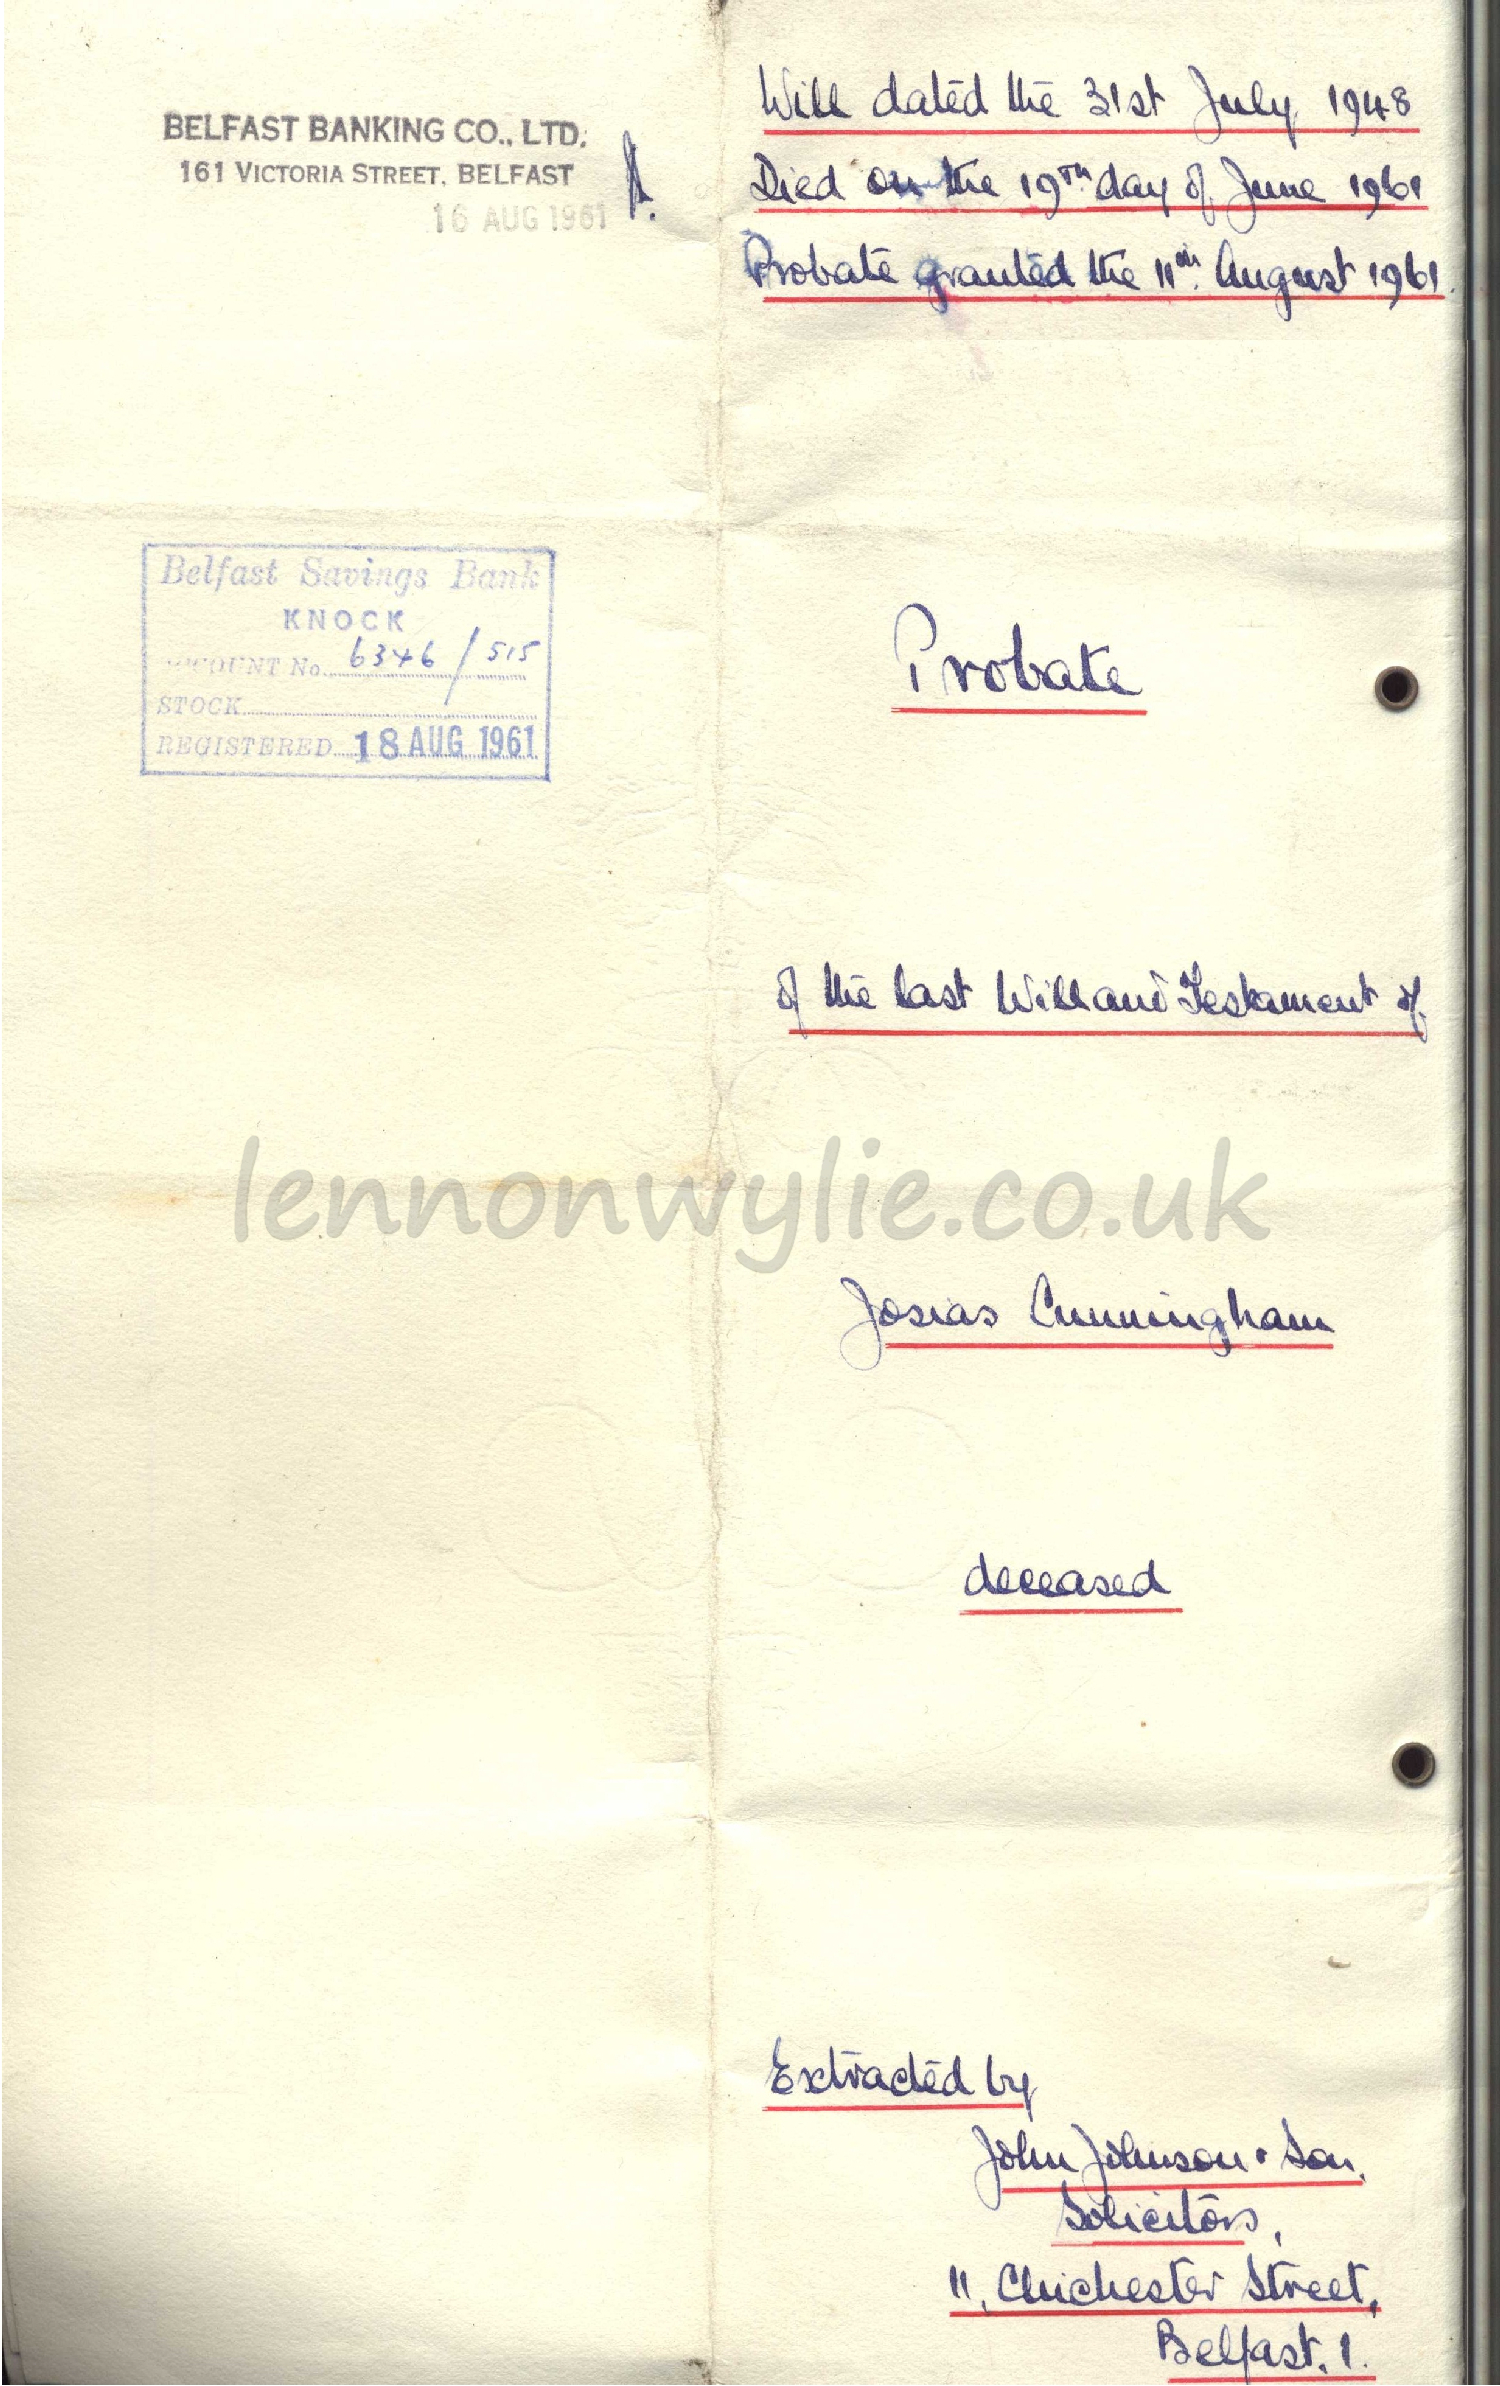 BELFAST BANKING CO., LTD.
161 VICTORIA STREET. BELFAST
16 AUG 1961
Belfast Savings Bank
KNOCK
ACCOUNT No. 6346 / 515
STOCK
REGISTERED 18 AUG 1961
Will dated the 31st July 1948
Died on the 19th day of June 1961
Probate granted the 11th August 1961.
Probate
of the last Will and Testament of
lennonwylie.co.uk
Josias Cunningham
deceased
Extracted by
John Johnson & Son.
Solicitors,
11, Chichester Street,
Belfast. 1.